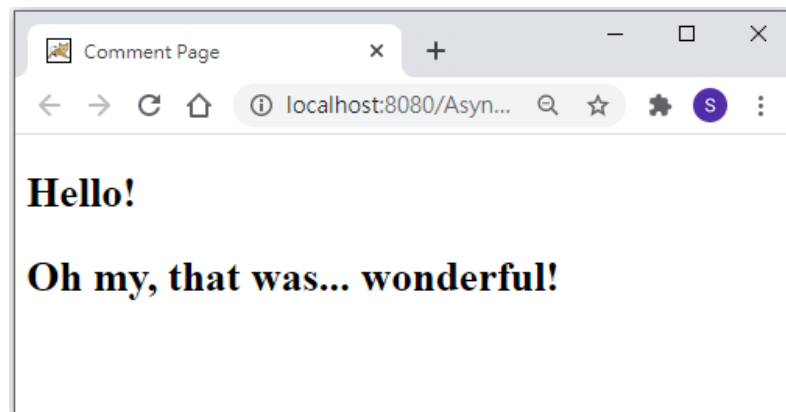 Comment Page
localhost:8080/Asyn...
S
Hello!
Oh my, that was... wonderful!